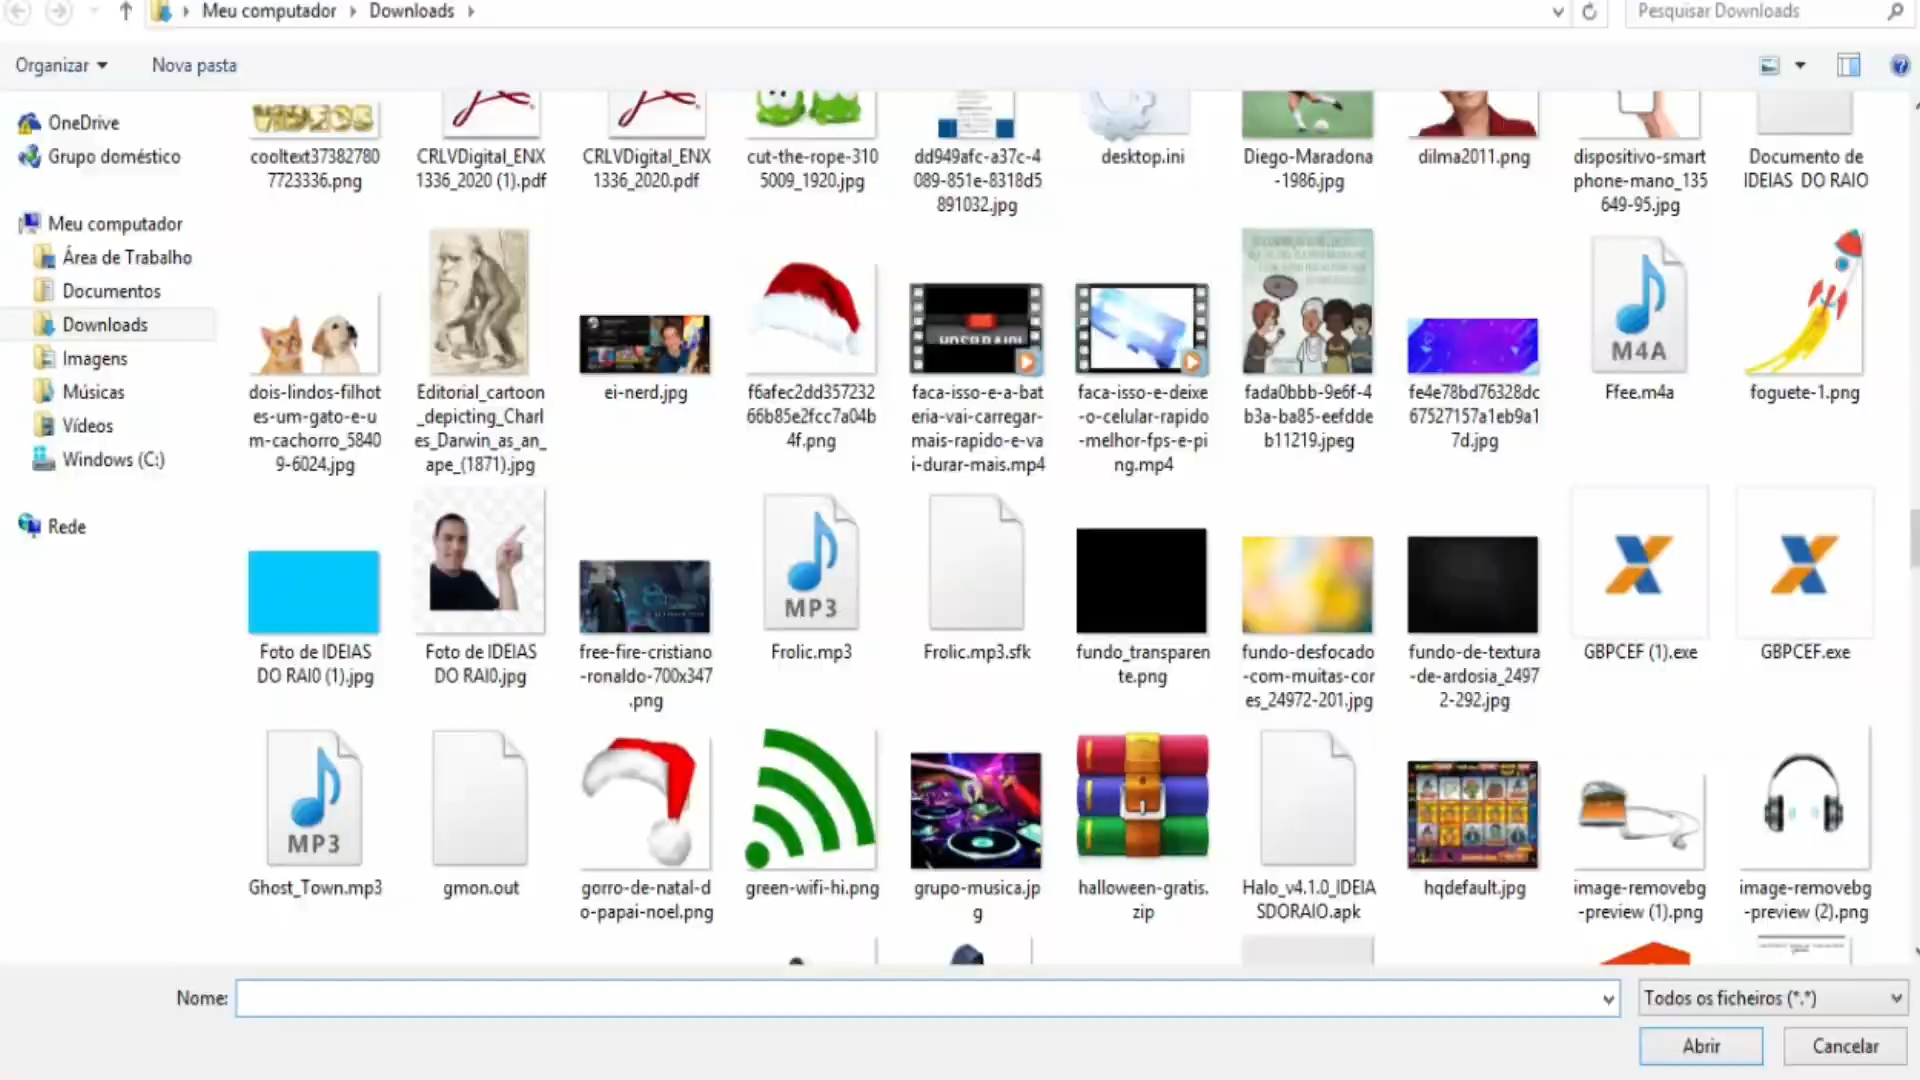 Meu computador Downloads
Pesquisar Downloads
Organizar
Nova pasta
OneDrive
Grupo doméstico
Meu computador
Área de Trabalho
Documentos
Downloads
Imagens
Músicas
Vídeos
Windows (C:)
Rede
VIDEOS
cooltext37382780
7723336.png
CRLVDigital_ENX
1336_2020 (1).pdf
CRLVDigital_ENX
1336_2020.pdf
cut-the-rope-310
5009_1920.jpg
dd949afc-a37c-4
089-851e-8318d5
891032.jpg
desktop.ini
Diego-Maradona
-1986.jpg
dilma2011.png
dispositivo-smart
phone-mano_135
649-95.jpg
Documento de
IDEIAS DO RAIO
dois-lindos-filhot
es-um-gato-e-u
m-cachorro_5840
9-6024.jpg
Editorial_cartoon
_depicting_Charl
es_Darwin_as_an_
ape_(1871).jpg
ei-nerd.jpg
f6afec2dd357232
66b85e2fcc7a04b
4f.png
faca-isso-e-a-bat
eria-vai-carregar-
mais-rapido-e-va
i-durar-mais.mp4
faca-isso-e-deixe
-o-celular-rapido
-melhor-fps-e-pi
ng.mp4
fada0bbb-9e6f-4
b3a-ba85-eefdde
b11219.jpeg
fe4e78bd76328dc
67527157a1eb9a1
7d.jpg
M4A
Ffee.m4a
foguete-1.png
Foto de IDEIAS
DO RAI0 (1).jpg
Foto de IDEIAS
DO RAI0.jpg
free-fire-cristiano
-ronaldo-700x347
.png
MP3
Frolic.mp3
Frolic.mp3.sfk
fundo_transparen
te.png
fundo-desfocado
-com-muitas-cor
es_24972-201.jpg
fundo-de-textura
-de-ardosia_2497
2-292.jpg
GBPCEF (1).exe
GBPCEF.exe
MP3
Ghost_Town.mp3
gmon.out
gorro-de-natal-d
o-papai-noel.png
green-wifi-hi.png
grupo-musica.jp
g
halloween-gratis.
zip
Halo_v4.1.0_IDEIA
SDORAIO.apk
hqdefault.jpg
image-removebg
-preview (1).png
image-removebg
-preview (2).png
Nome:
Todos os ficheiros (*.*)
Abrir
Cancelar